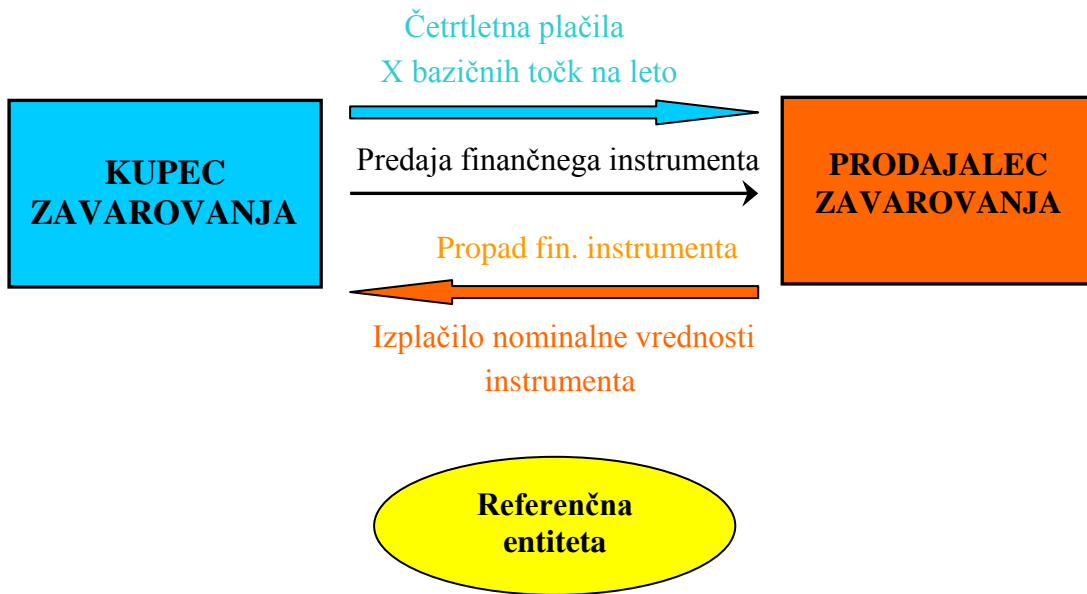 Četrtletna plačila
X bazičnih točk na leto
KUPEC
ZAVAROVANJA
Predaja finančnega instrumenta
PRODAJALEC
ZAVAROVANJA
Propad fin. instrumenta
Izplačilo nominalne vrednosti
instrumenta
Referenčna
entiteta